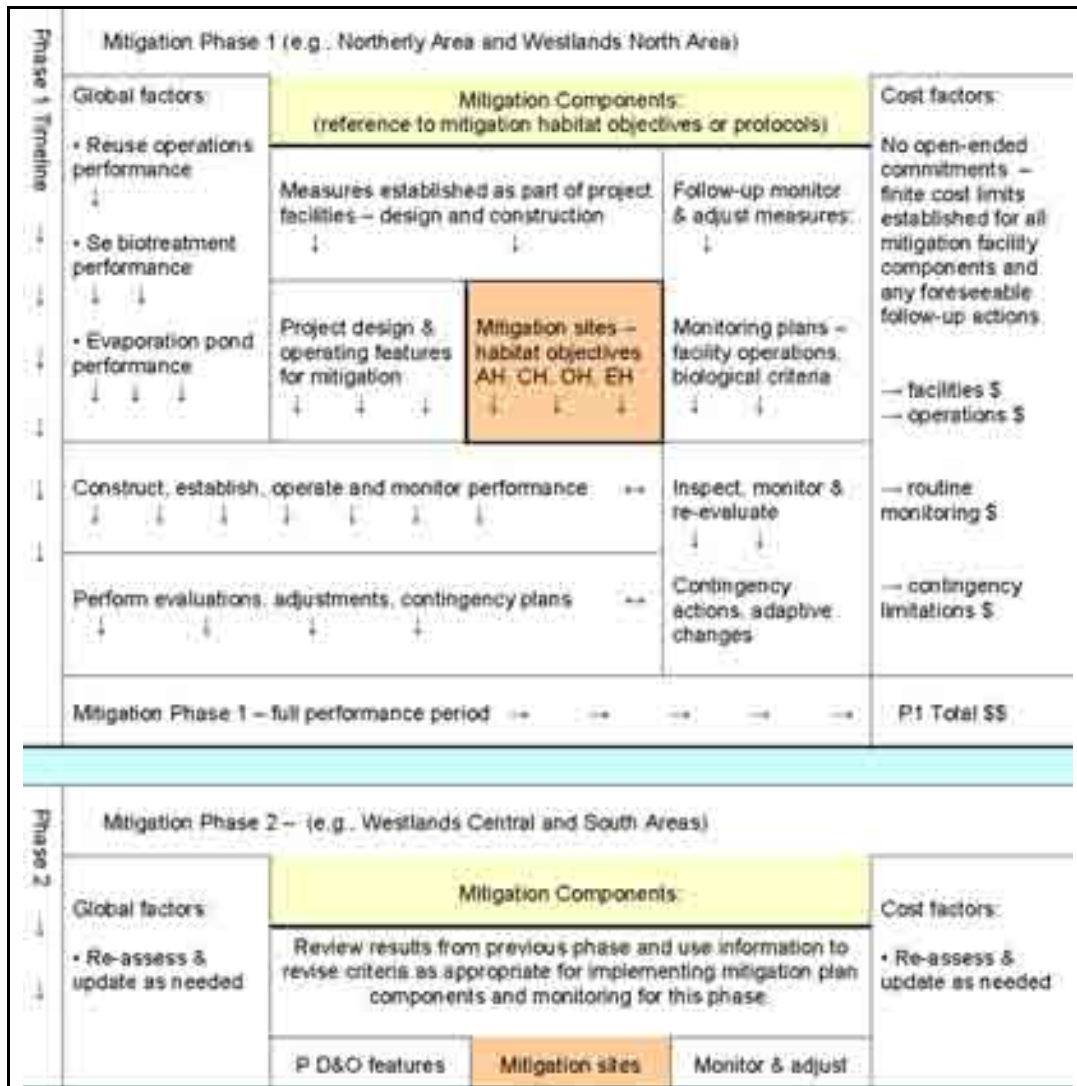 Phase 1 Timeline
Mitigation Phase 1 (e.g., Northerly Area and Westlands North Area)
Global factors:
• Reuse operations
performance
↓
• Se biotreatment
performance
↓ ↓
• Evaporation pond
performance
↓ ↓ ↓
Mitigation Components:
(reference to mitigation habitat objectives or protocols)
Measures established as part of project
facilities – design and construction
↓ ↓
Follow-up monitor
& adjust measures:
↓
Project design &
operating features
for mitigation
↓ ↓ ↓
Mitigation sites –
habitat objectives
AH, CH, OH, EH
↓ ↓ ↓
Monitoring plans –
facility operations,
biological criteria
↓ ↓
Cost factors:
No open-ended
commitments –
finite cost limits
established for all
mitigation facility
components and
any foreseeable
follow-up actions
→ facilities $
→ operations $
Construct, establish, operate and monitor performance ↔
↓ ↓ ↓ ↓ ↓ ↓ ↓
Inspect, monitor &
re-evaluate
↓ ↓
→ routine
monitoring $
Perform evaluations, adjustments, contingency plans ↔
↓ ↓ ↓ ↓
Contingency
actions, adaptive
changes
→ contingency
limitations $
Mitigation Phase 1 – full performance period → → → → →
P1 Total $$
Phase 2
Mitigation Phase 2 – (e.g., Westlands Central and South Areas)
Global factors:
• Re-assess &
update as needed
Mitigation Components:
Review results from previous phase and use information to
revise criteria as appropriate for implementing mitigation plan
components and monitoring for this phase.
Cost factors:
• Re-assess &
update as needed
P D&O features
Mitigation sites
Monitor & adjust